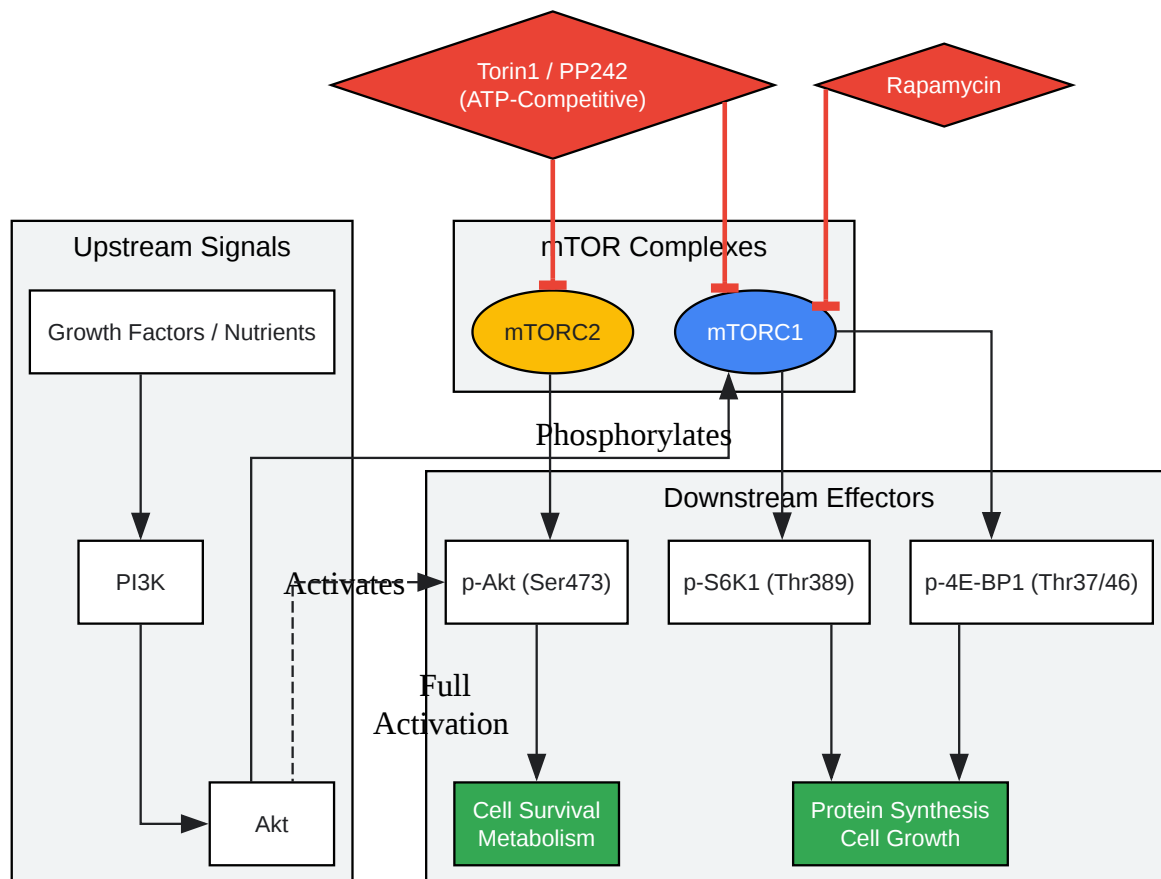 Torin1 / PP242
(ATP-Competitive)
Rapamycin
Upstream Signals
mTOR Complexes
Growth Factors / Nutrients
mTORC2
mTORC1
Phosphorylates
Downstream Effectors
PI3K
Activates
p-Akt (Ser473)
p-S6K1 (Thr389)
p-4E-BP1 (Thr37/46)
Full
Activation
Akt
Cell Survival
Metabolism
Protein Synthesis
Cell Growth